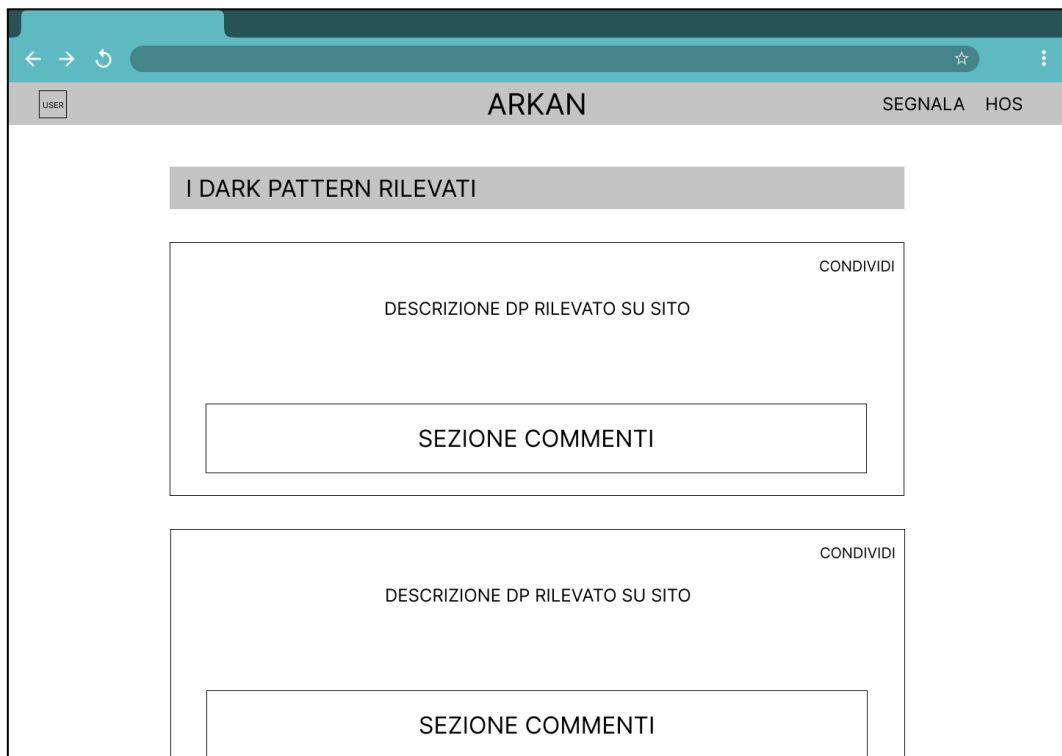 USER
ARKAN
SEGNALA HOS
I DARK PATTERN RILEVATI
CONDIVIDI
DESCRIZIONE DP RILEVATO SU SITO
SEZIONE COMMENTI
CONDIVIDI
DESCRIZIONE DP RILEVATO SU SITO
SEZIONE COMMENTI